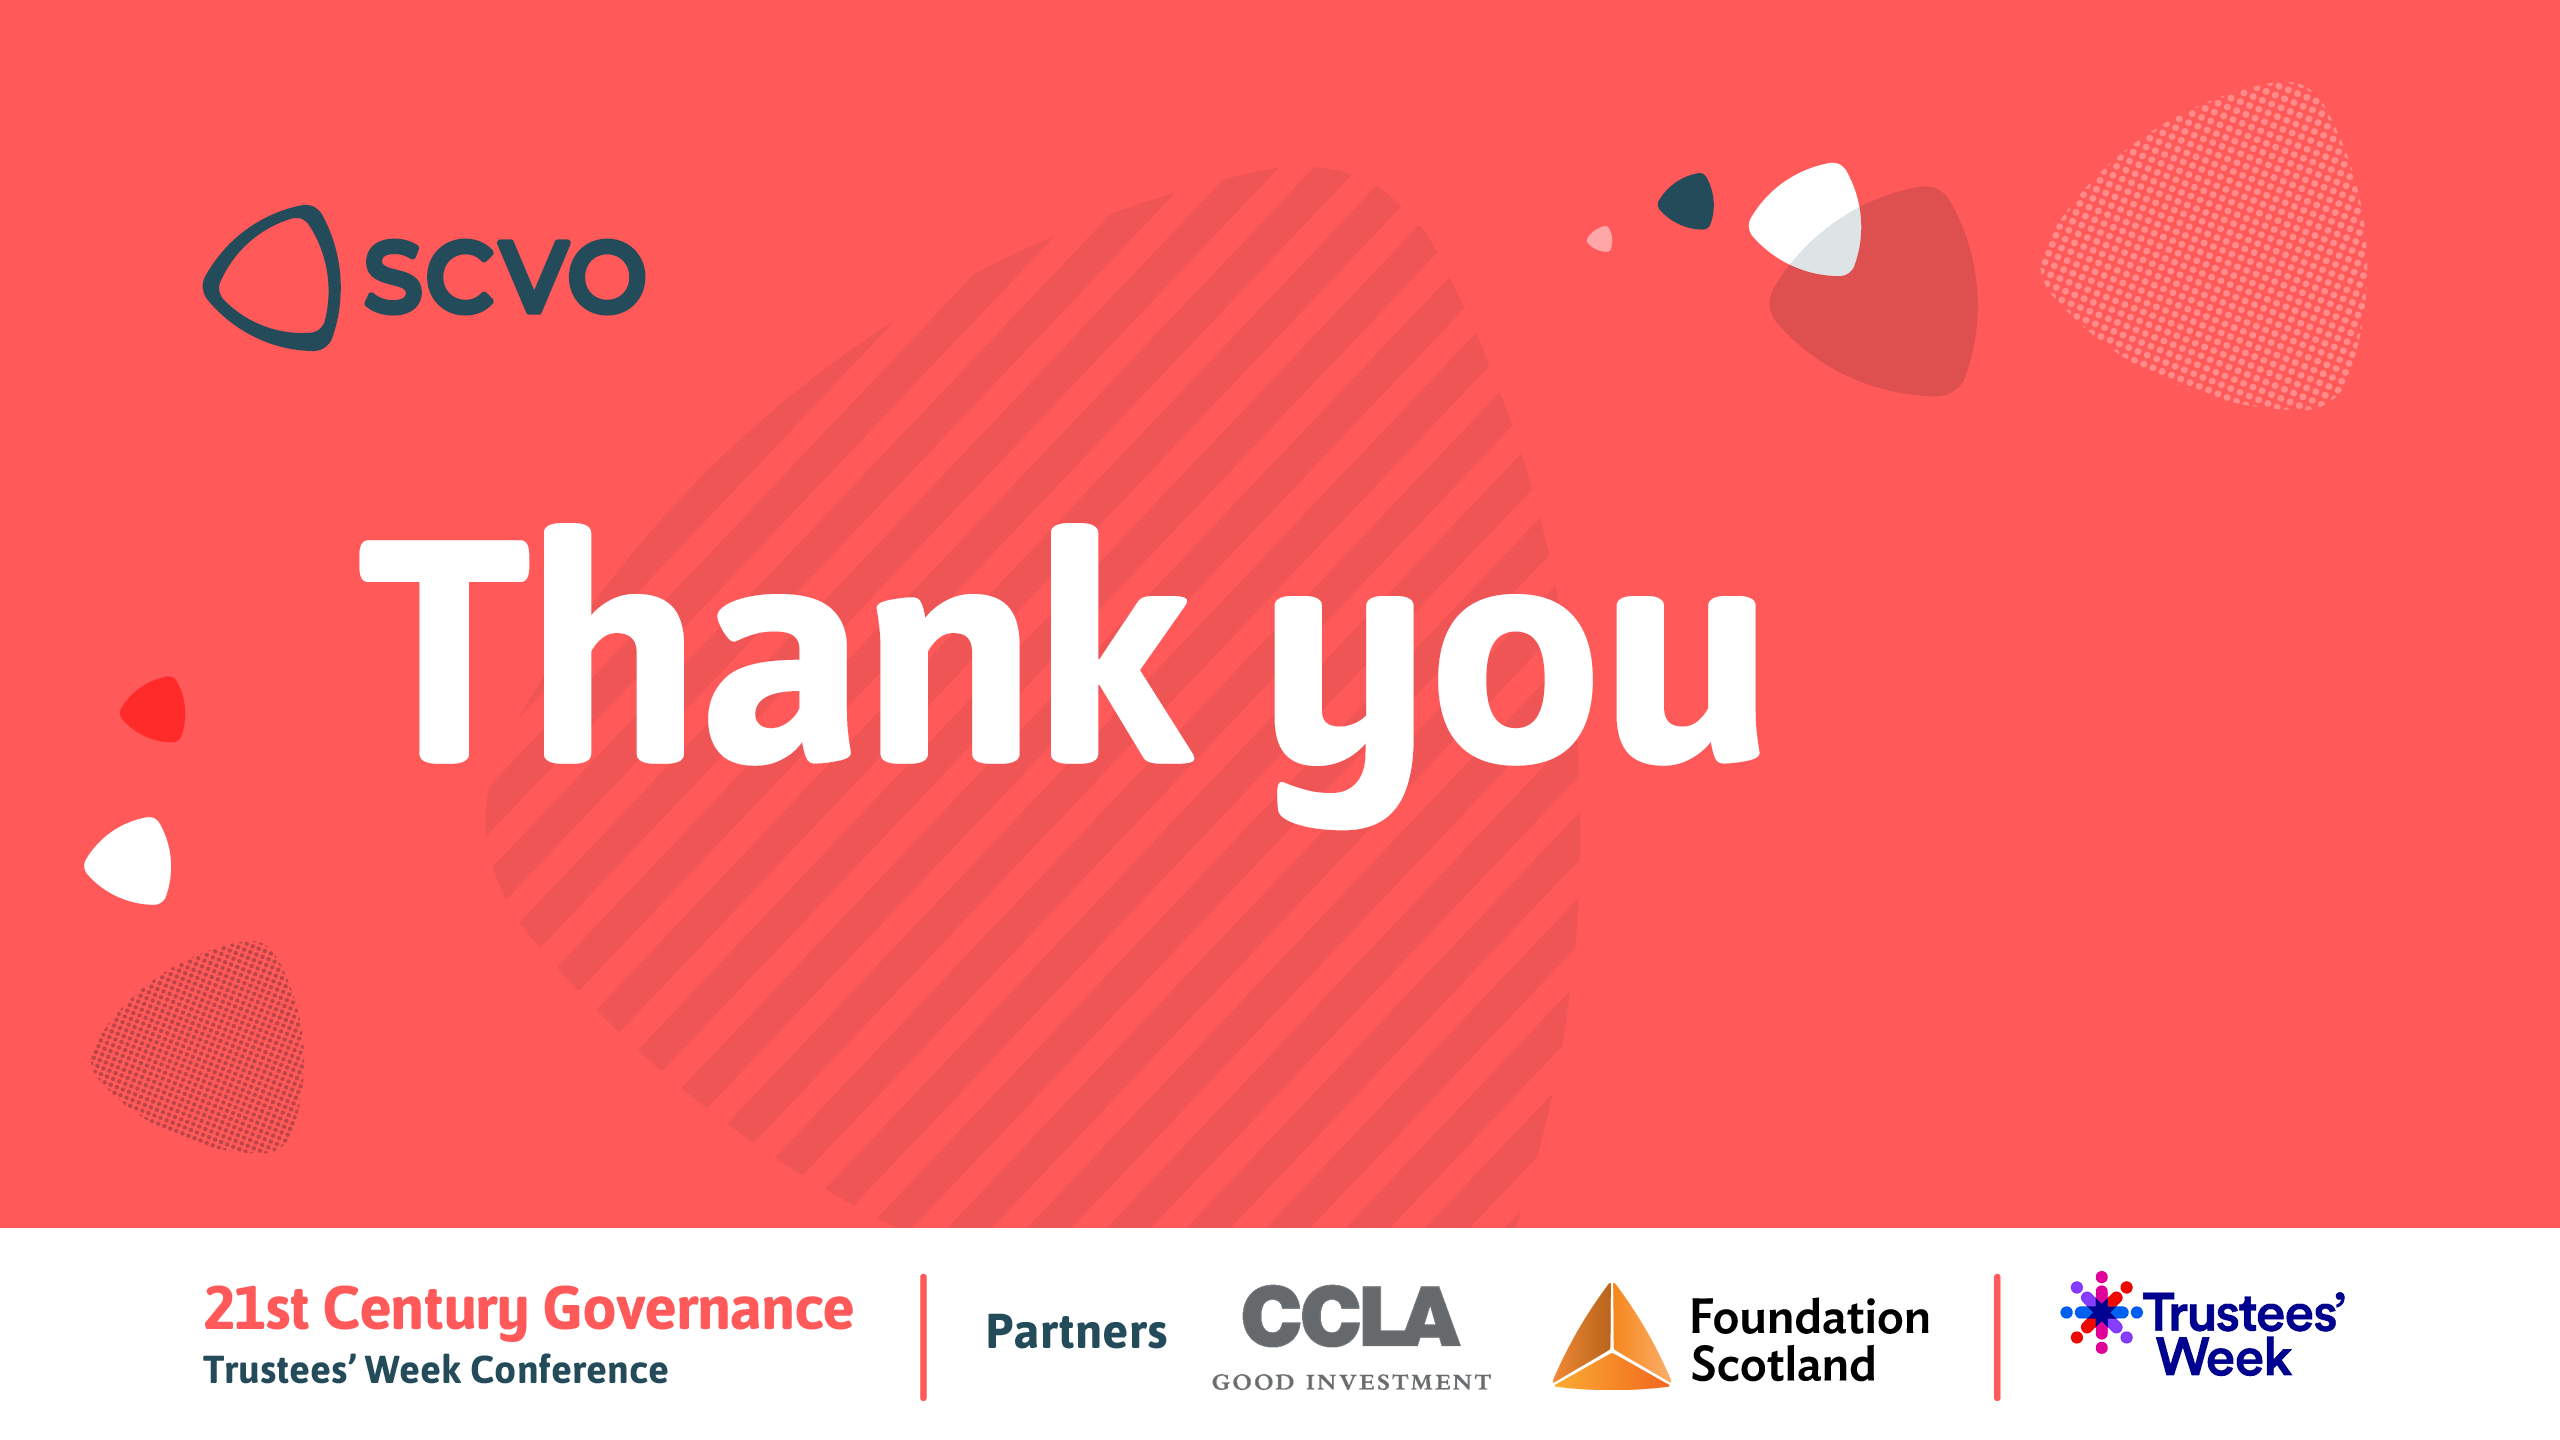 SCVO
Thank you
21st Century Governance
Trustees’ Week Conference
Partners
CCLA
GOOD INVESTMENT
Foundation
Scotland
Trustees’
Week